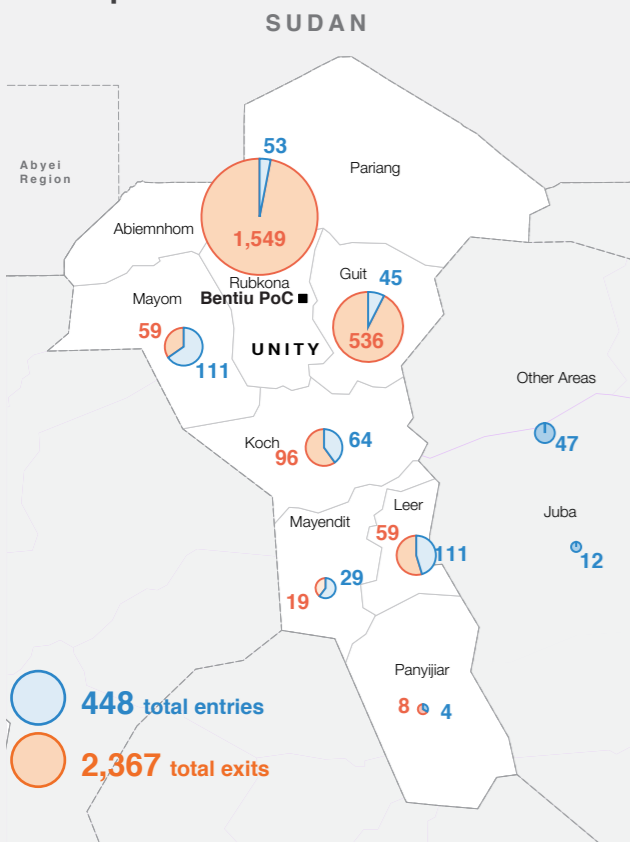 SUDAN
Abyei
Region
53
Pariang
Abiemnhom
1,549
Rubkona
Guit
45
Mayom
Bentiu PoC
59
111
UNITY
536
Other Areas
47
Koch
64
96
Leer
Mayendit
59
111
Juba
12
29
19
Panyijiar
8
4
448 total entries
2,367 total exits